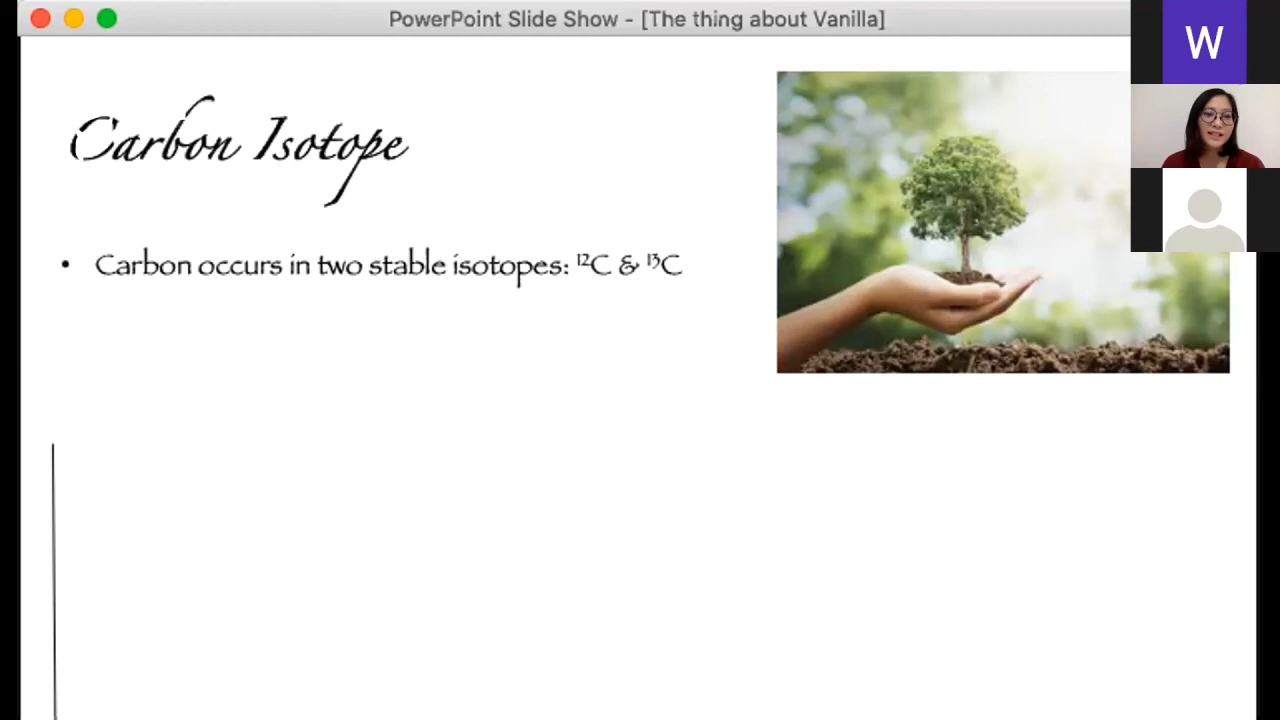 PowerPoint Slide Show - [The thing about Vanilla]
W
Carbon Isotope
• Carbon occurs in two stable isotopes: ¹²C & ¹³C